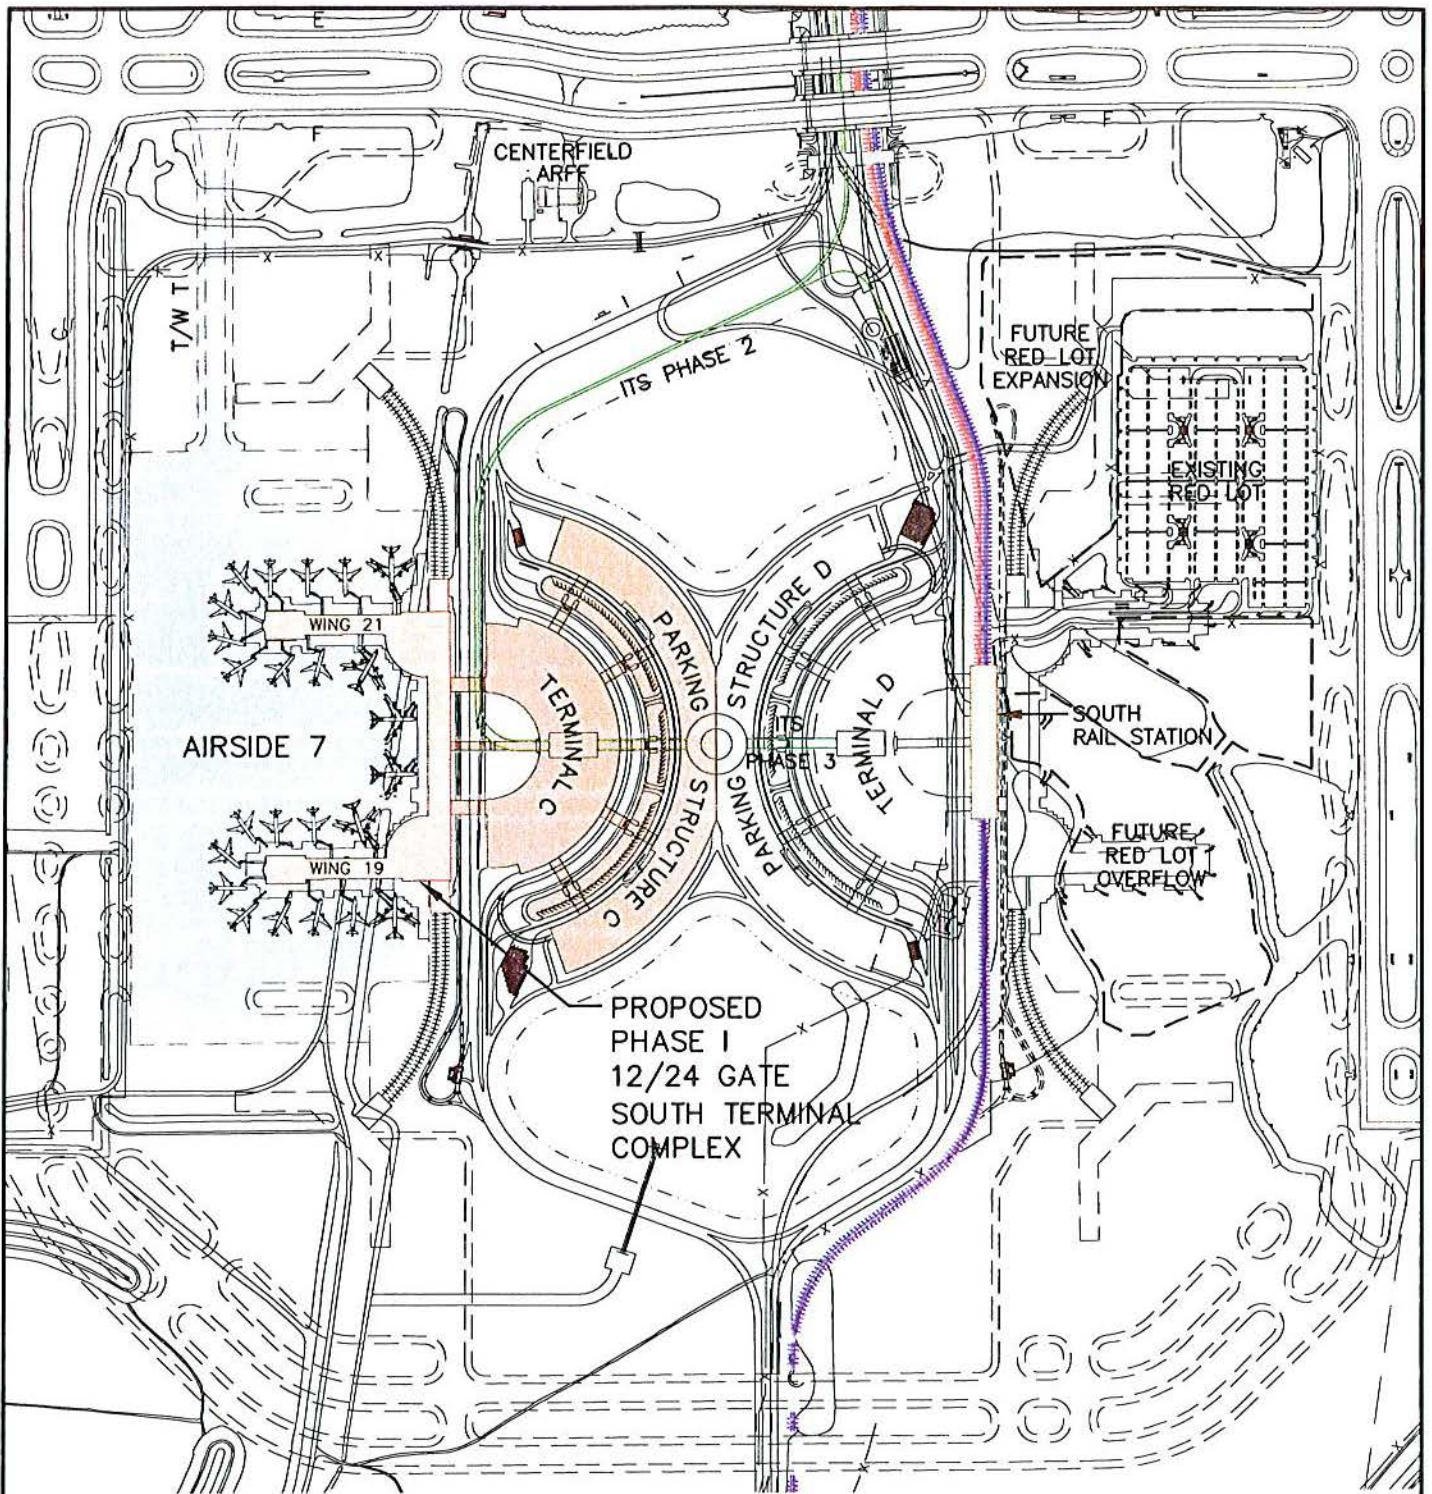 E
E
E
F
F
CENTERFIELD
ARFF
T/W T
C
ITS PHASE 2
FUTURE
RED LOT
EXPANSION
EXISTING
RED LOT
WING 21
AIRSIDE 7
WING 19
TERMINAL C
PARKING STRUCTURE C
PARKING STRUCTURE D
ITS
PHASE 3
TERMINAL D
SOUTH
RAIL STATION
FUTURE
RED LOT
OVERFLOW
PROPOSED
PHASE I
12/24 GATE
SOUTH TERMINAL
COMPLEX